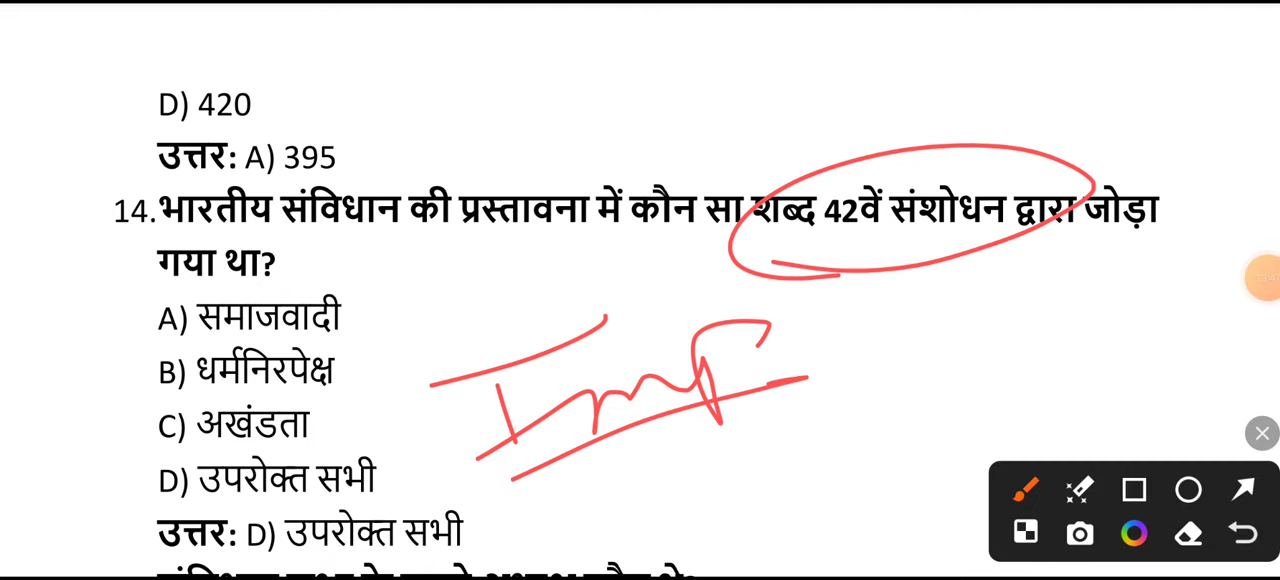 D) 420
उत्तर: A) 395
14.भारतीय संविधान की प्रस्तावना में कौन सा शब्द 42वें संशोधन द्वारा जोड़ा
गया था?
A) समाजवादी
Imp
B) धर्मनिरपेक्ष
C) अखंडता
D) उपरोक्त सभी
उत्तर: D) उपरोक्त सभी